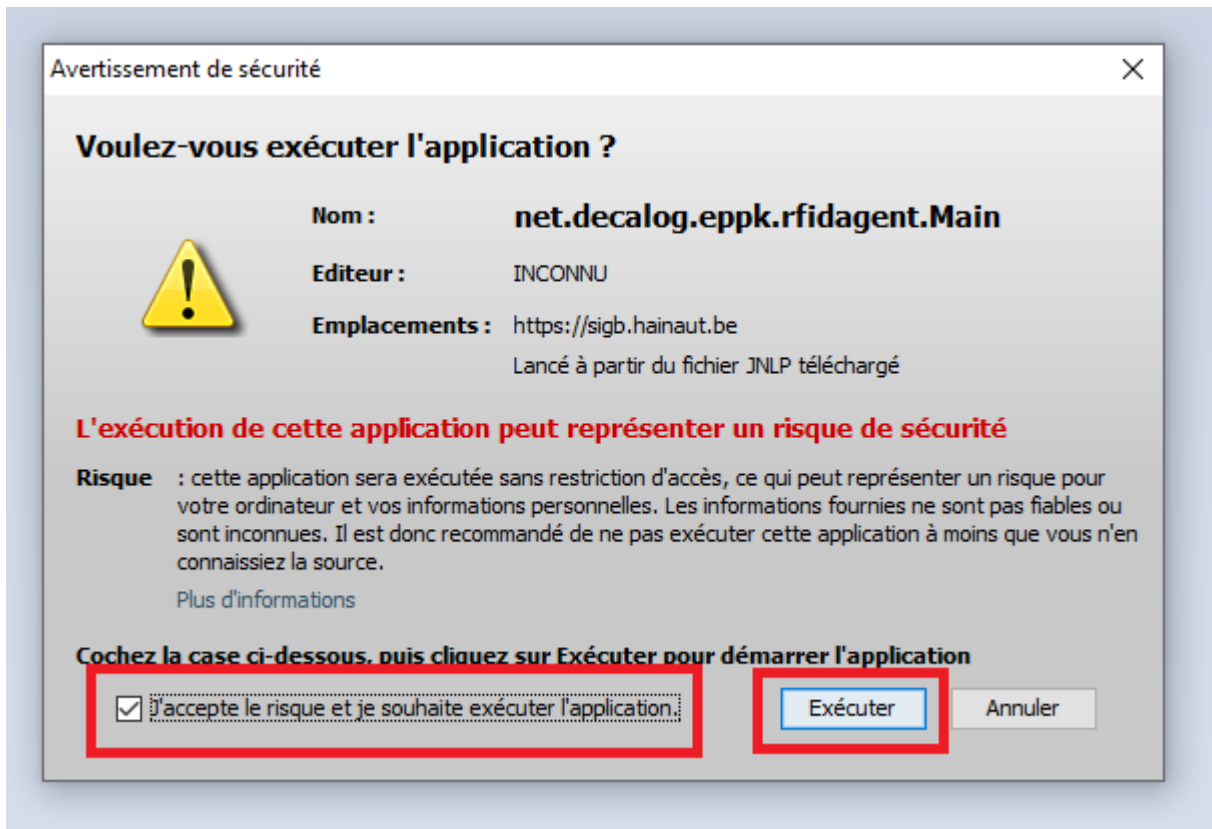 Avertissement de sécurité
Voulez-vous exécuter l'application ?
Nom : net.decalog.eppk.rfidagent.Main
Editeur : INCONNU
Emplacements : https://sigb.hainaut.be
Lancé à partir du fichier JNLP téléchargé
L'exécution de cette application peut représenter un risque de sécurité
Risque : cette application sera exécutée sans restriction d'accès, ce qui peut représenter un risque pour
votre ordinateur et vos informations personnelles. Les informations fournies ne sont pas fiables ou
sont inconnues. Il est donc recommandé de ne pas exécuter cette application à moins que vous n'en
connaissiez la source.
Plus d'informations
Cochez la case ci-dessous, puis cliquez sur Exécuter pour démarrer l'application
J'accepte le risque et je souhaite exécuter l'application. Exécuter Annuler